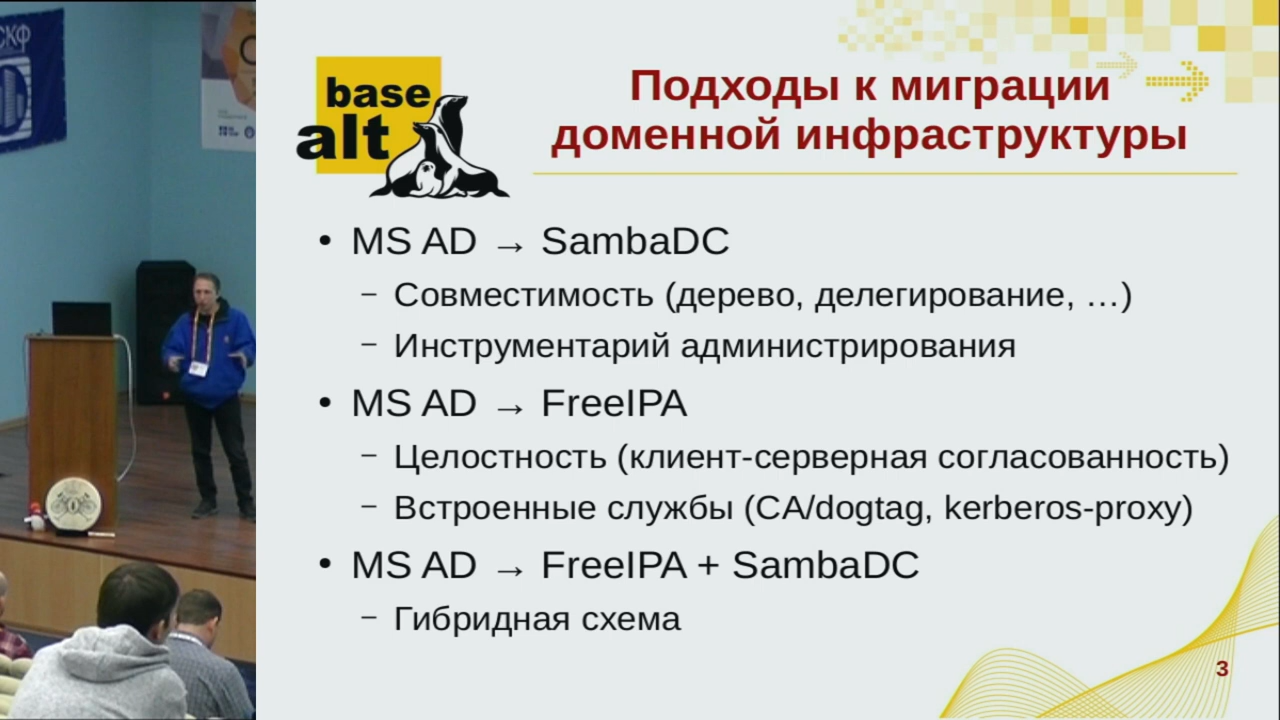 СКФ
base
alt
Подходы к миграции
доменной инфраструктуры
• MS AD → SambaDC
– Совместимость (дерево, делегирование, …)
– Инструментарий администрирования
• MS AD → FreeIPA
– Целостность (клиент-серверная согласованность)
– Встроенные службы (CA/dogtag, kerberos-proxy)
• MS AD → FreeIPA + SambaDC
– Гибридная схема
3